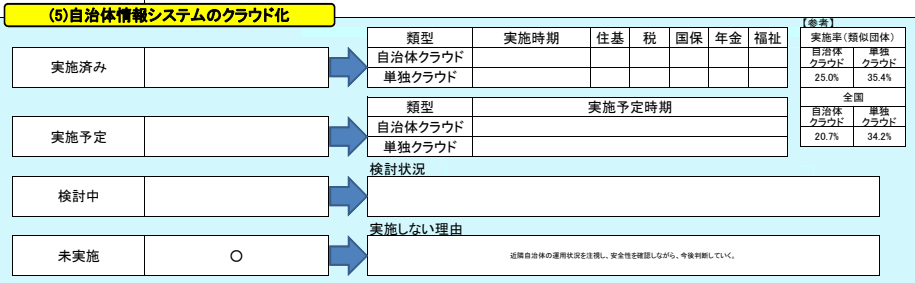 (5)自治体情報システムのクラウド化
【参考】
実施済み
類型 実施時期 住基 税 国保 年金 福祉
自治体クラウド
単独クラウド
実施率(類似団体)
自治体
クラウド
単独
クラウド
25.0% 35.4%
全国
自治体
クラウド
単独
クラウド
20.7% 34.2%
実施予定
類型 実施予定時期
自治体クラウド
単独クラウド
検討状況
検討中
実施しない理由
未実施 ○
近隣自治体の運用状況を注視し、安全性を確認しながら、今後判断していく。